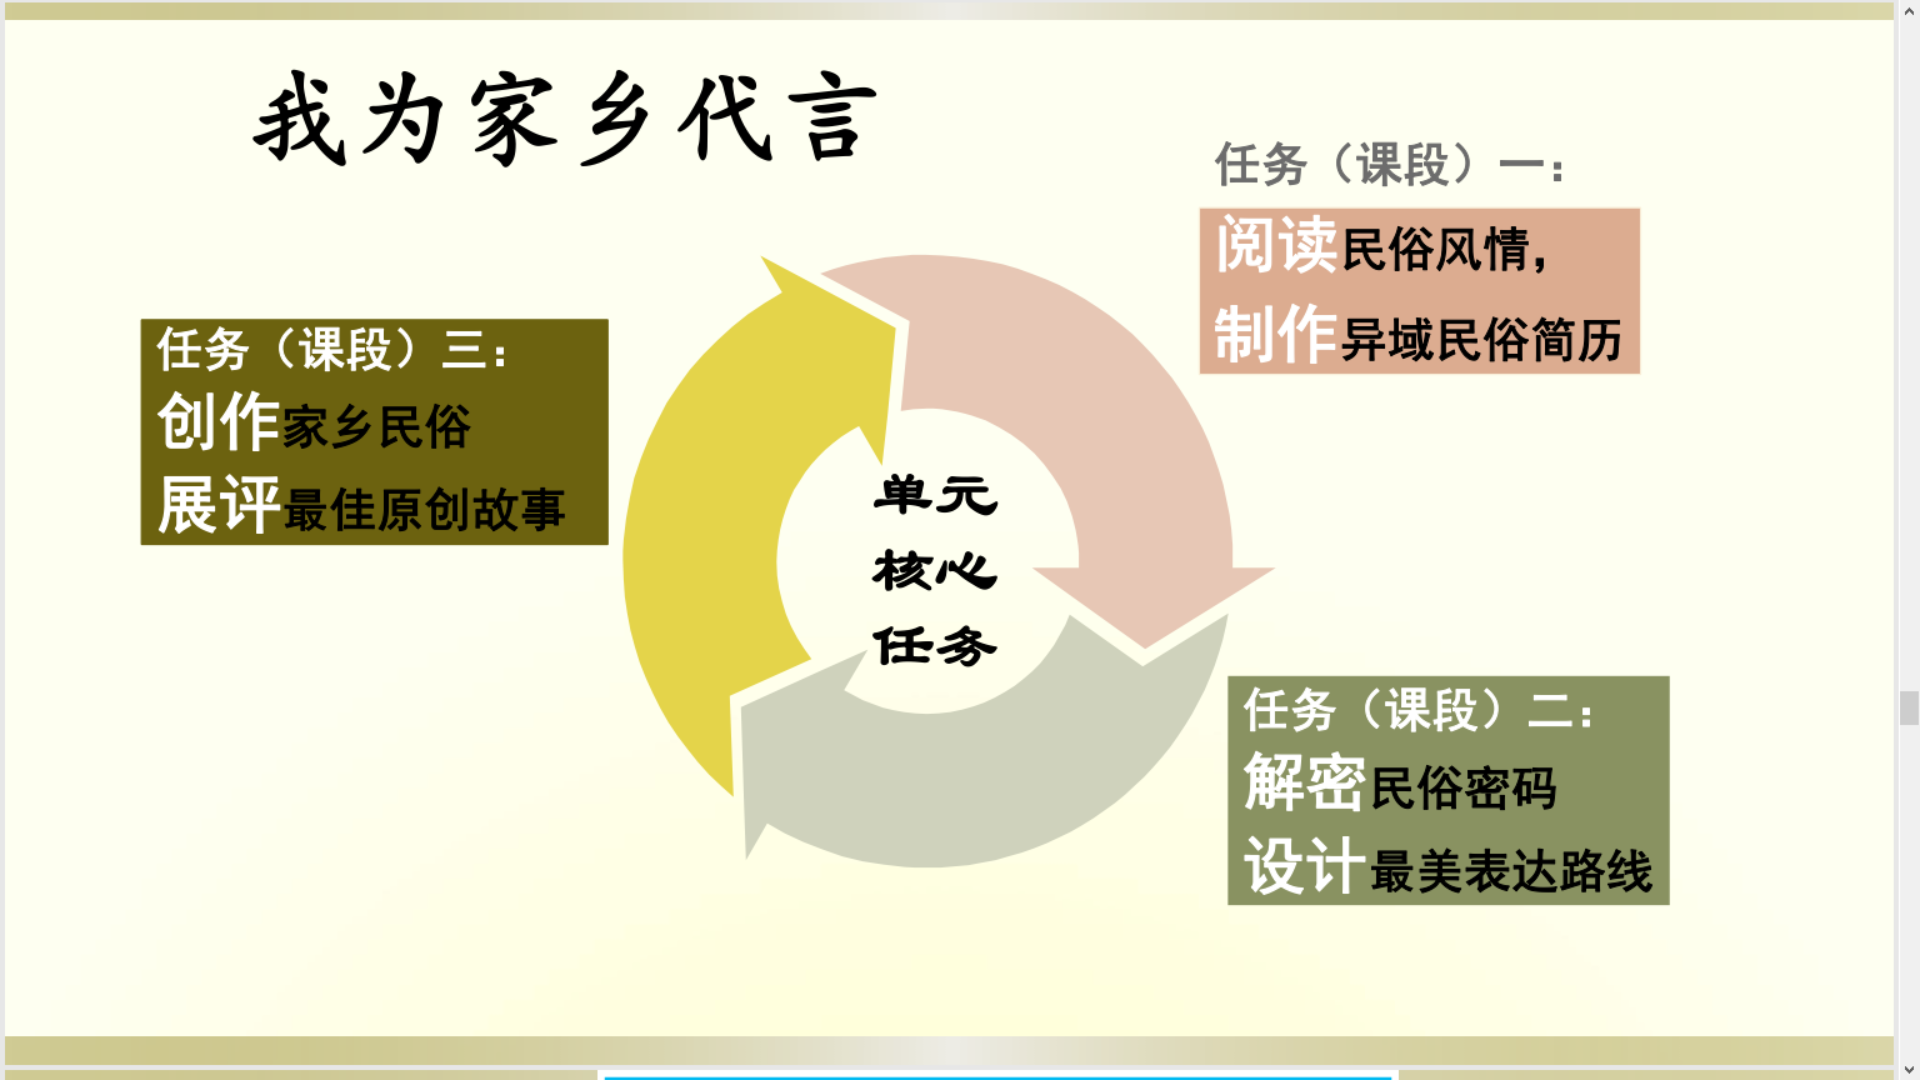 我为家乡代言
任务（课段）一：
阅读民俗风情，
制作异域民俗简历
任务（课段）三：
创作家乡民俗
展评最佳原创故事
单元
核心
任务
任务（课段）二：
解密民俗密码
设计最美表达路线